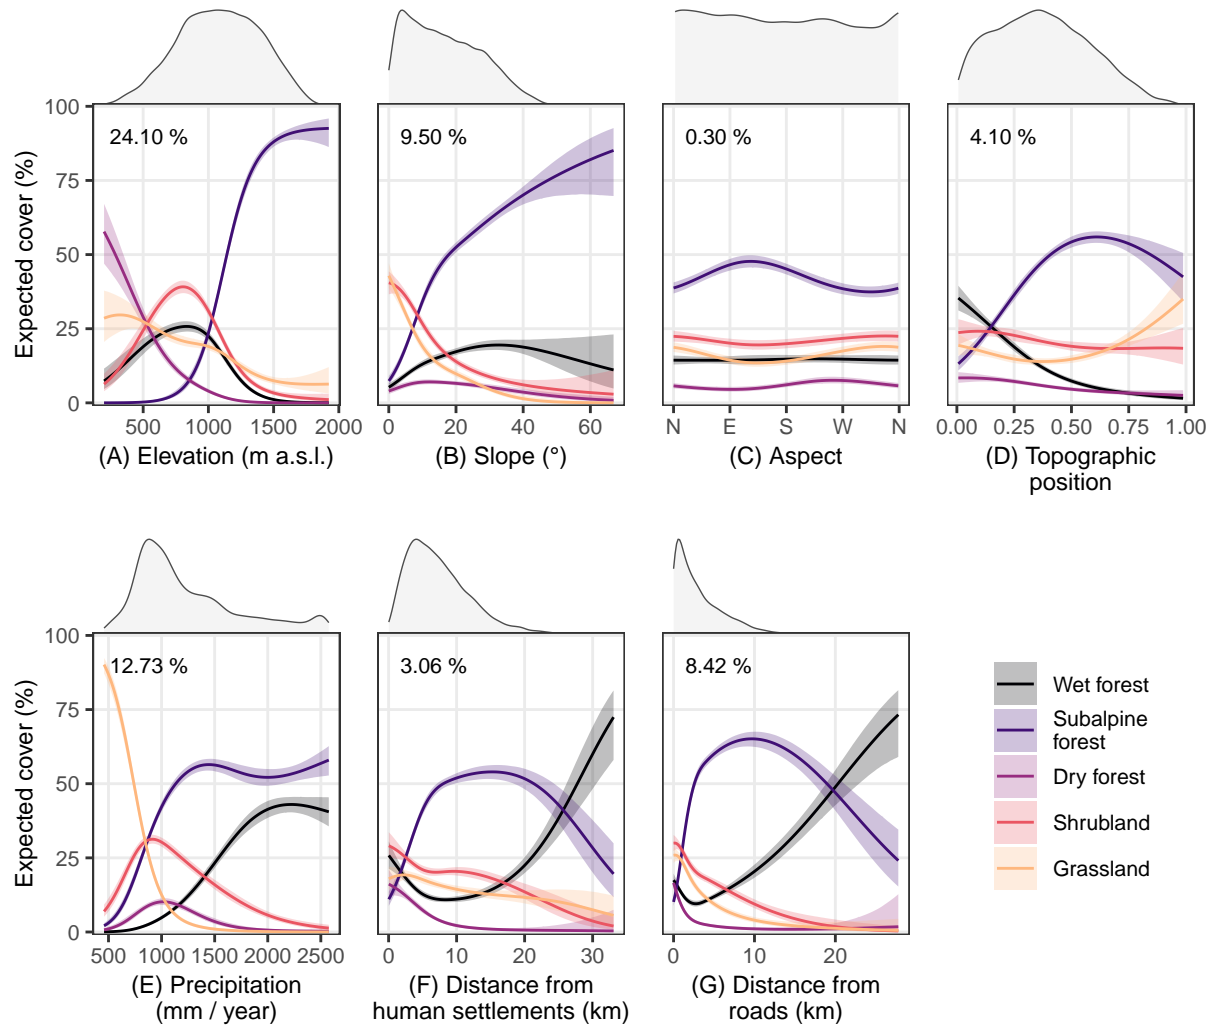 Expected cover (%)
100
75
50
25
0
24.10 %
9.50 %
0.30 %
4.10 %
500
1000
1500
2000
0
20
40
60
N
E
S
W
N
0.00
0.25
0.50
0.75
1.00
(A) Elevation (m a.s.l.)
(B) Slope (°)
(C) Aspect
(D) Topographic
position
Expected cover (%)
100
75
50
25
0
12.73 %
3.06 %
8.42 %
500
1000
1500
2000
2500
0
10
20
30
0
10
20
(E) Precipitation
(mm / year)
(F) Distance from
human settlements (km)
(G) Distance from
roads (km)
Wet forest
Subalpine
forest
Dry forest
Shrubland
Grassland